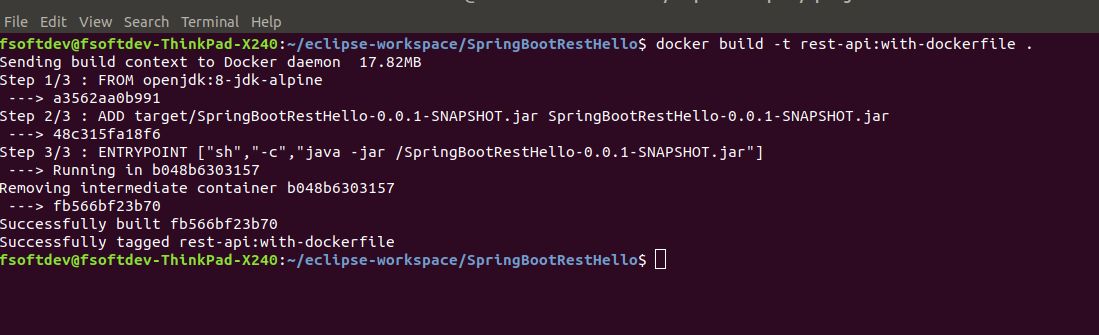 File Edit View Search Terminal Help
fsoftdev@fsoftdev-ThinkPad-X240:~/eclipse-workspace/SpringBootRestHello$ docker build -t rest-api:with-dockerfile .
Sending build context to Docker daemon  17.82MB
Step 1/3 : FROM openjdk:8-jdk-alpine
 ---> a3562aa0b991
Step 2/3 : ADD target/SpringBootRestHello-0.0.1-SNAPSHOT.jar SpringBootRestHello-0.0.1-SNAPSHOT.jar
 ---> 48c315fa18f6
Step 3/3 : ENTRYPOINT ["sh","-c","java -jar /SpringBootRestHello-0.0.1-SNAPSHOT.jar"]
 ---> Running in b048b6303157
Removing intermediate container b048b6303157
 ---> fb566bf23b70
Successfully built fb566bf23b70
Successfully tagged rest-api:with-dockerfile
fsoftdev@fsoftdev-ThinkPad-X240:~/eclipse-workspace/SpringBootRestHello$